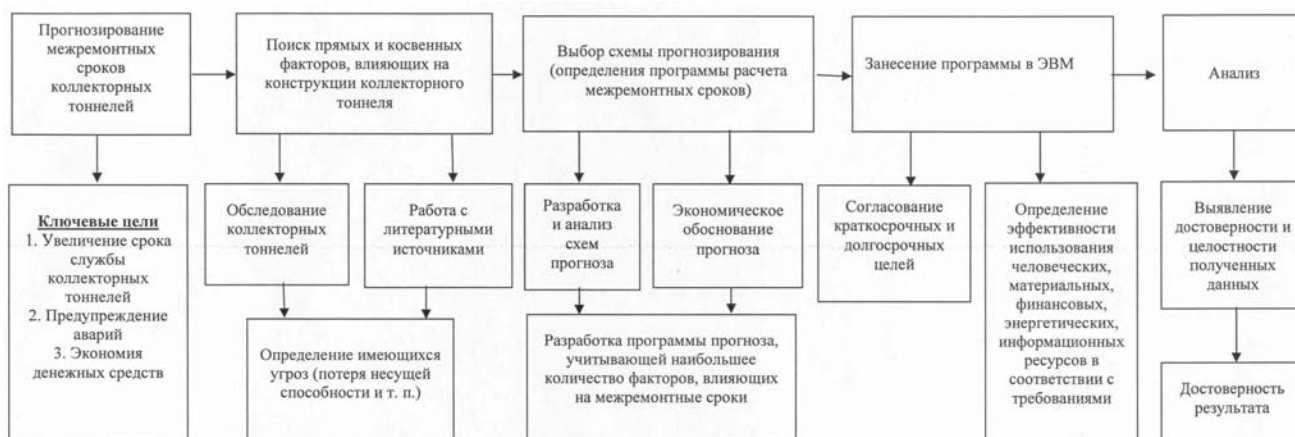 Прогнозирование
межремонтных
сроков
коллекторных
тоннелей
Поиск прямых и косвенных
факторов, влияющих на
конструкции коллекторного
тоннеля
Выбор схемы прогнозирования
(определения программы расчета
межремонтных сроков)
Занесение программы в ЭВМ
Анализ
Ключевые цели
1. Увеличение срока
службы
коллекторных
тоннелей
2. Предупреждение
аварий
3. Экономия
денежных средств
Обследование
коллекторных
тоннелей
Работа с
литературными
источниками
Определение имеющихся
угроз (потеря несущей
способности и т. п.)
Разработка
и анализ
схем
прогноза
Экономическое
обоснование
прогноза
Разработка программы прогноза,
учитывающей наибольшее
количество факторов, влияющих
на межремонтные сроки
Согласование
краткосрочных и
долгосрочных
целей
Определение
эффективности
использования
человеческих,
материальных,
финансовых,
энергетических,
информационных
ресурсов в
соответствии с
требованиями
Выявление
достоверности и
целостности
полученных
данных
Достоверность
результата